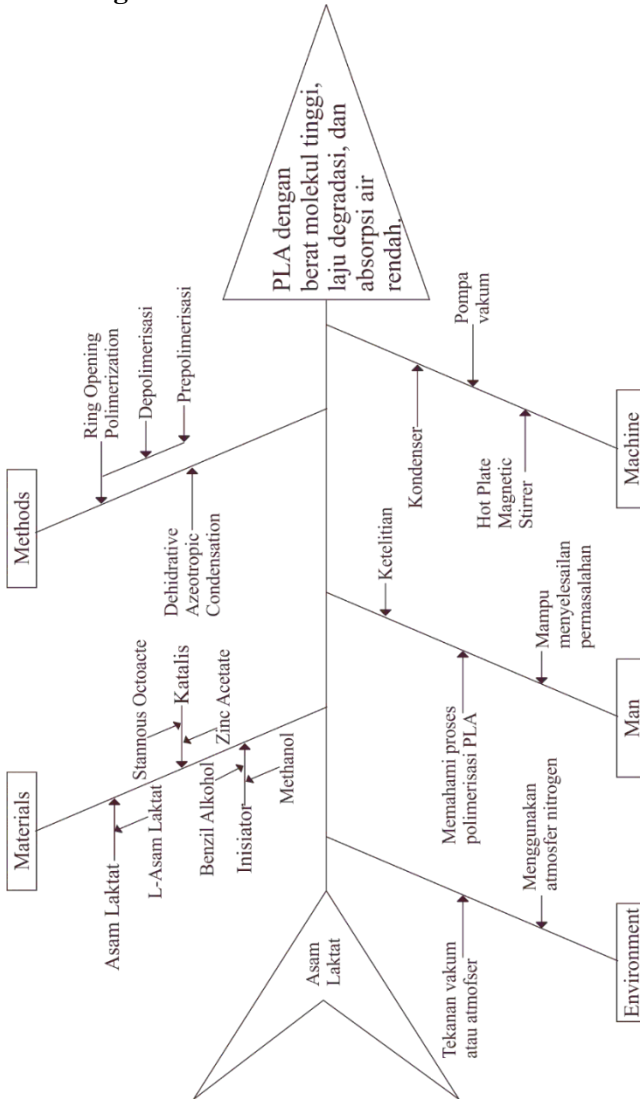 PLA dengan
berat molekul tinggi,
laju degradasi, dan
absorpsi air
rendah.
Methods
Ring Opening
Polimerization
Depolimerisasi
Prepolimerisasi
Dehidrative
Azeotropic
Condensation
Materials
Stannous Octoacte
Katalis
Zinc Acetate
Asam Laktat
L-Asam Laktat
Benzil Alkohol
Inisiator
Methanol
Asam
Laktat
Machine
Pompa
vakum
Kondenser
Hot Plate
Magnetic
Stirrer
Man
Ketelitian
Memahami proses
polimerisasi PLA
Mampu
menyelesailan
permasalahan
Environment
Menggunakan
atmosfer nitrogen
Tekanan vakum
atau atmofser